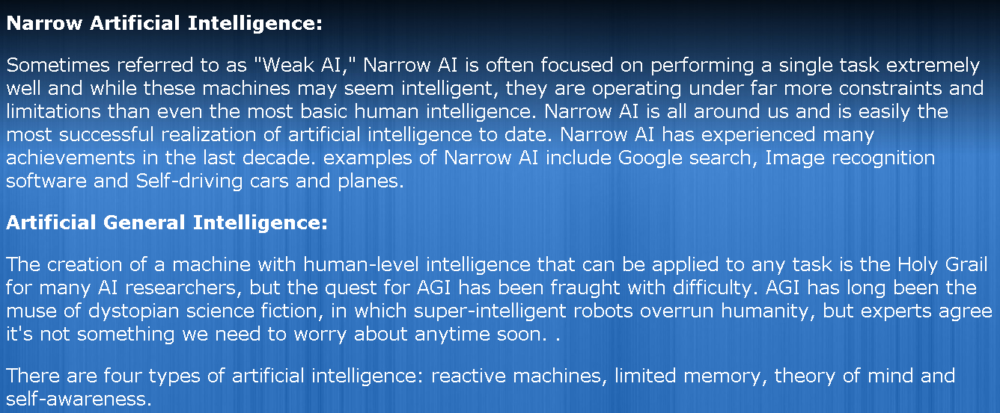 Narrow Artificial Intelligence:
Sometimes referred to as "Weak AI," Narrow AI is often focused on performing a single task extremely
well and while these machines may seem intelligent, they are operating under far more constraints and
limitations than even the most basic human intelligence. Narrow AI is all around us and is easily the
most successful realization of artificial intelligence to date. Narrow AI has experienced many
achievements in the last decade. examples of Narrow AI include Google search, Image recognition
software and Self-driving cars and planes.
Artificial General Intelligence:
The creation of a machine with human-level intelligence that can be applied to any task is the Holy Grail
for many AI researchers, but the quest for AGI has been fraught with difficulty. AGI has long been the
muse of dystopian science fiction, in which super-intelligent robots overrun humanity, but experts agree
it's not something we need to worry about anytime soon. .
There are four types of artificial intelligence: reactive machines, limited memory, theory of mind and
self-awareness.